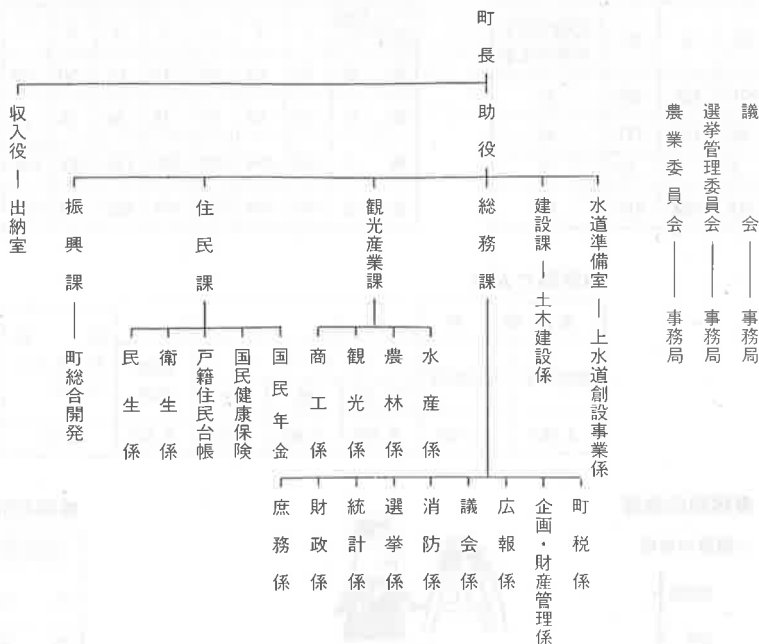 議会 ― 事務局
選挙管理委員会 ― 事務局
農業委員会 ― 事務局
町長
助役
水道準備室 ― 上水道創設事業係
建設課 ― 土木建設係
総務課
町税係
企画・財産管理係
広報係
議会係
消防係
選挙係
統計係
財政係
庶務係
観光産業課
水産係
農林係
観光係
商工係
住民課
国民年金
国民健康保険
戸籍住民台帳
衛生係
民生係
振興課 ― 町総合開発
収入役 ― 出納室